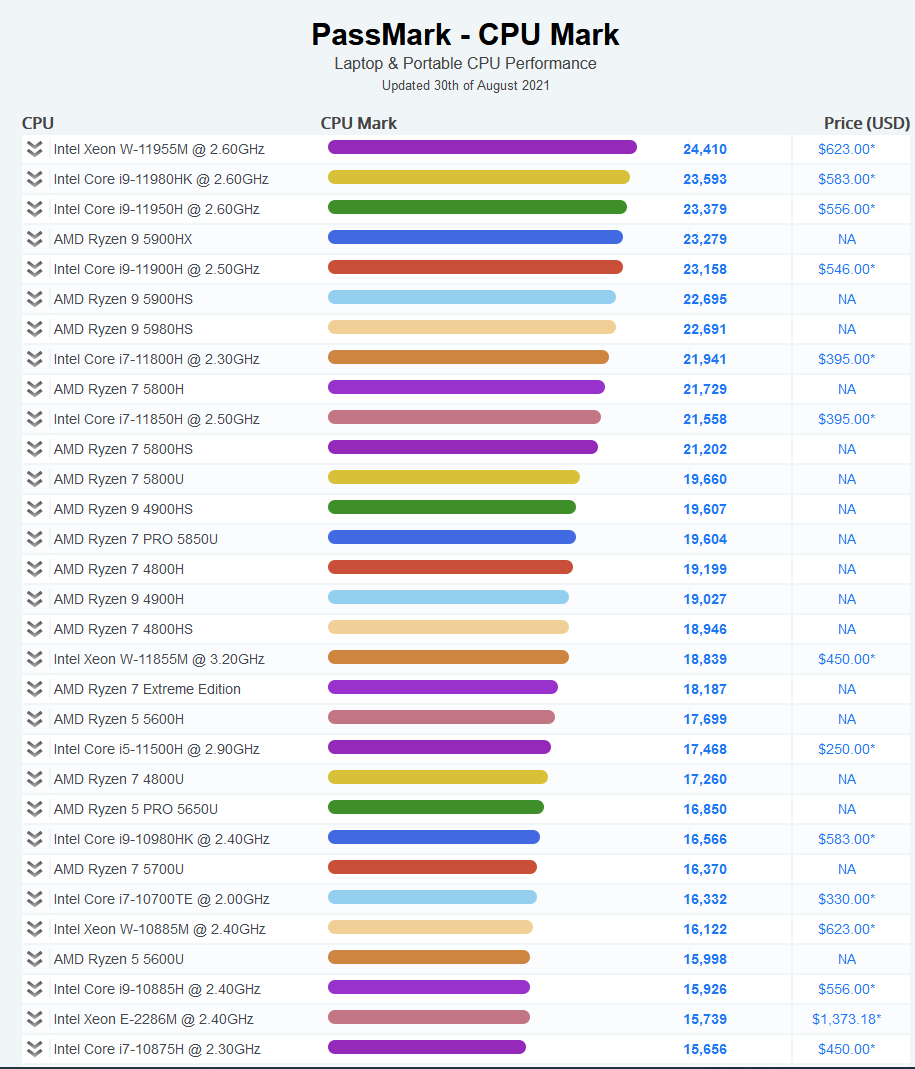 PassMark - CPU Mark
Laptop & Portable CPU Performance
Updated 30th of August 2021
CPU CPU Mark Price (USD)
Intel Xeon W-11955M @ 2.60GHz 24,410 $623.00*
Intel Core i9-11980HK @ 2.60GHz 23,593 $583.00*
Intel Core i9-11950H @ 2.60GHz 23,379 $556.00*
AMD Ryzen 9 5900HX 23,279 NA
Intel Core i9-11900H @ 2.50GHz 23,158 $546.00*
AMD Ryzen 9 5900HS 22,695 NA
AMD Ryzen 9 5980HS 22,691 NA
Intel Core i7-11800H @ 2.30GHz 21,941 $395.00*
AMD Ryzen 7 5800H 21,729 NA
Intel Core i7-11850H @ 2.50GHz 21,558 $395.00*
AMD Ryzen 7 5800HS 21,202 NA
AMD Ryzen 7 5800U 19,660 NA
AMD Ryzen 9 4900HS 19,607 NA
AMD Ryzen 7 PRO 5850U 19,604 NA
AMD Ryzen 7 4800H 19,199 NA
AMD Ryzen 9 4900H 19,027 NA
AMD Ryzen 7 4800HS 18,946 NA
Intel Xeon W-11855M @ 3.20GHz 18,839 $450.00*
AMD Ryzen 7 Extreme Edition 18,187 NA
AMD Ryzen 5 5600H 17,699 NA
Intel Core i5-11500H @ 2.90GHz 17,468 $250.00*
AMD Ryzen 7 4800U 17,260 NA
AMD Ryzen 5 PRO 5650U 16,850 NA
Intel Core i9-10980HK @ 2.40GHz 16,566 $583.00*
AMD Ryzen 7 5700U 16,370 NA
Intel Core i7-10700TE @ 2.00GHz 16,332 $330.00*
Intel Xeon W-10885M @ 2.40GHz 16,122 $623.00*
AMD Ryzen 5 5600U 15,998 NA
Intel Core i9-10885H @ 2.40GHz 15,926 $556.00*
Intel Xeon E-2286M @ 2.40GHz 15,739 $1,373.18*
Intel Core i7-10875H @ 2.30GHz 15,656 $450.00*